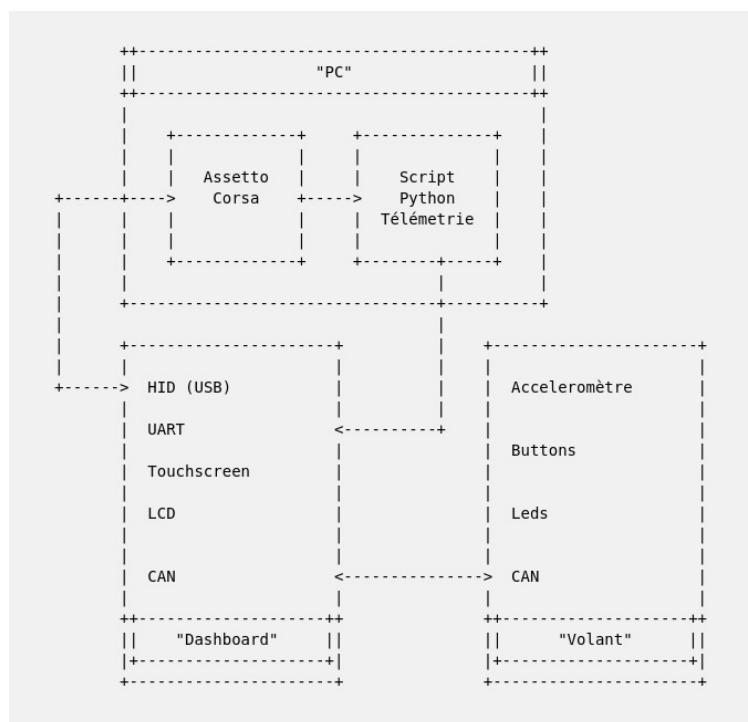 "PC"
Assetto Corsa
Script Python Télémetrie
HID (USB)
UART
Touchscreen
LCD
CAN
"Dashboard"
Acceleromètre
Buttons
Leds
CAN
"Volant"